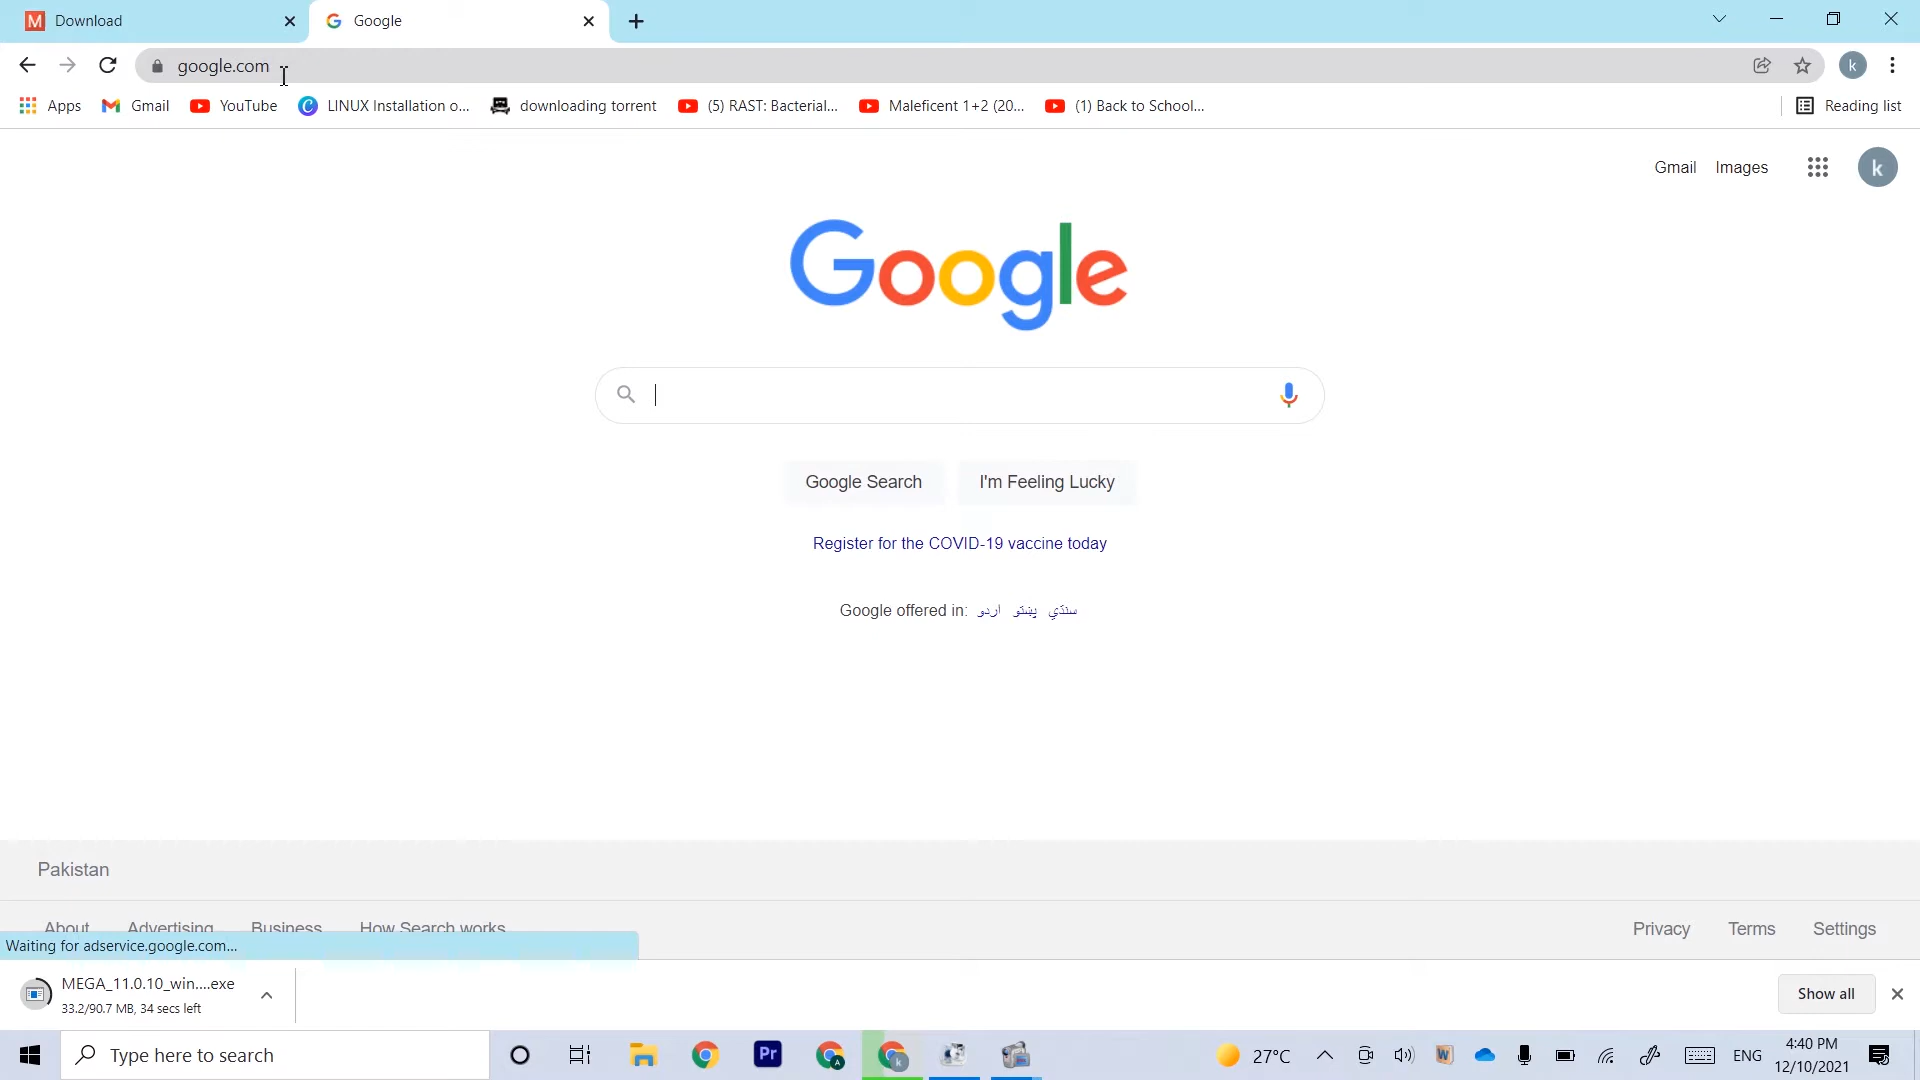 Download
Google
google.com
Apps
Gmail
YouTube
LINUX Installation o...
downloading torrent
(5) RAST: Bacterial...
Maleficent 1+2 (20...
(1) Back to School...
Reading list
k
Gmail
Images
k
Google
Google Search
I'm Feeling Lucky
Register for the COVID-19 vaccine today
Google offered in: اردو پښتو سنڌي
Pakistan
About
Advertising
Business
How Search works
Privacy
Terms
Settings
Waiting for adservice.google.com...
MEGA_11.0.10_win....exe
33.2/90.7 MB, 34 secs left
Show all
Type here to search
Pr
27°C
ENG
4:40 PM
12/10/2021